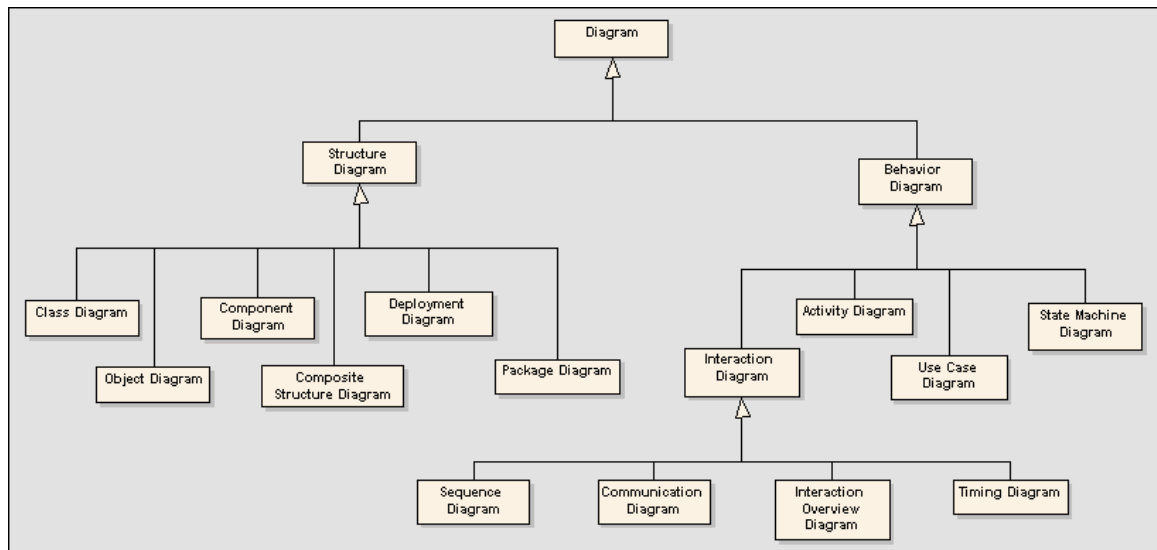 Diagram
Structure
Diagram
Behavior
Diagram
Class Diagram
Component
Diagram
Deployment
Diagram
Activity Diagram
State Machine
Diagram
Object Diagram
Composite
Structure Diagram
Package Diagram
Interaction
Diagram
Use Case
Diagram
Sequence
Diagram
Communication
Diagram
Interaction
Overview
Diagram
Timing Diagram